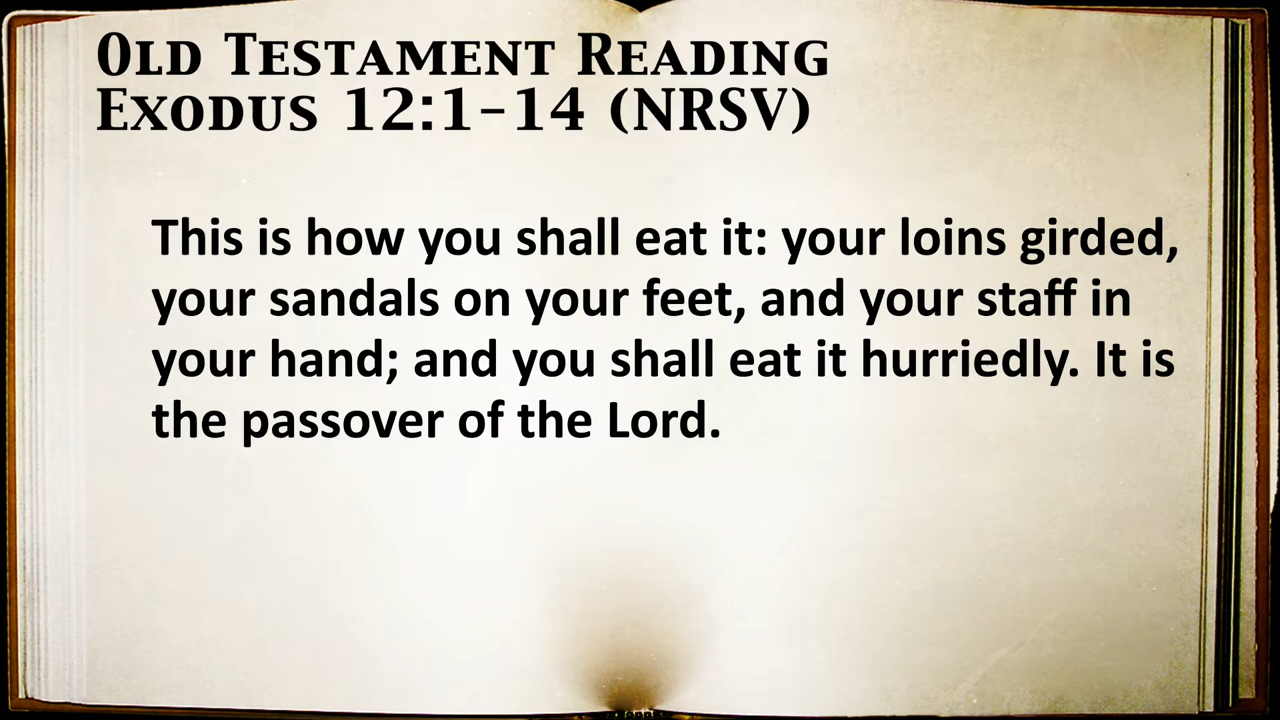 Old Testament Reading
Exodus 12:1-14 (NRSV)
This is how you shall eat it: your loins girded,
your sandals on your feet, and your staff in
your hand; and you shall eat it hurriedly. It is
the passover of the Lord.